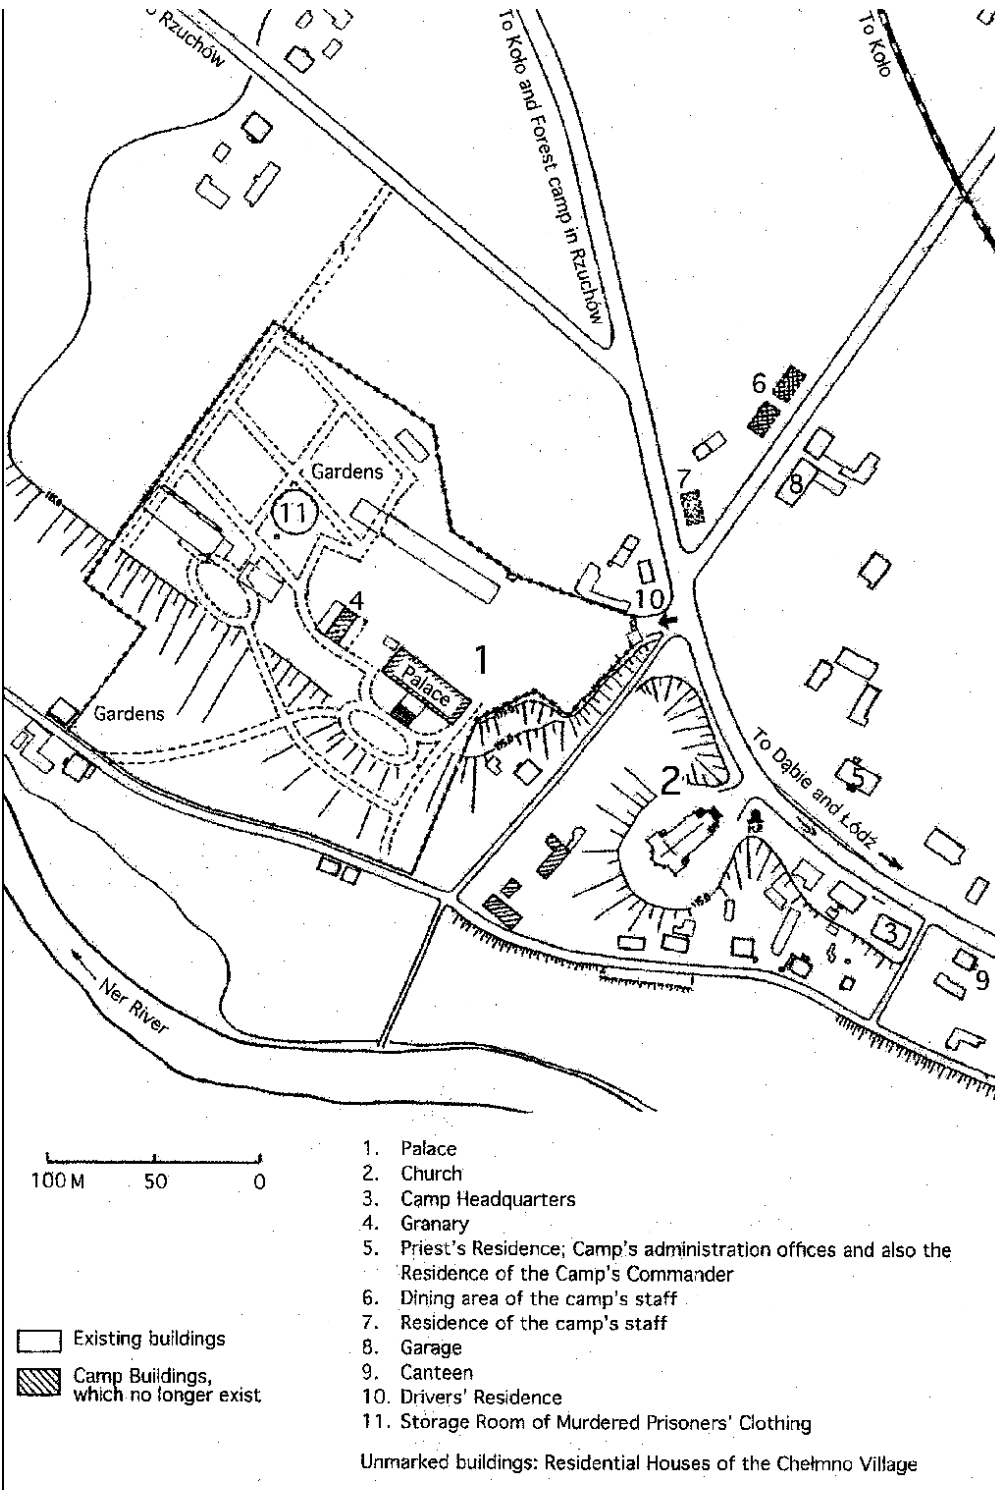 o Rzuchów
To Koło and Forest camp in Rzuchów
To Koło
6
7
8
Gardens
11
10
4
1
Palace
Gardens
To Dąbie and Łódź
5
2
3
9
Ner River
100 M 50 0
1. Palace
2. Church
3. Camp Headquarters
4. Granary
5. Priest's Residence; Camp's administration offices and also the
Residence of the Camp's Commander
6. Dining area of the camp's staff
7. Residence of the camp's staff
8. Garage
9. Canteen
10. Drivers' Residence
11. Storage Room of Murdered Prisoners' Clothing
Existing buildings
Camp Buildings,
which no longer exist
Unmarked buildings: Residential Houses of the Chełmno Village